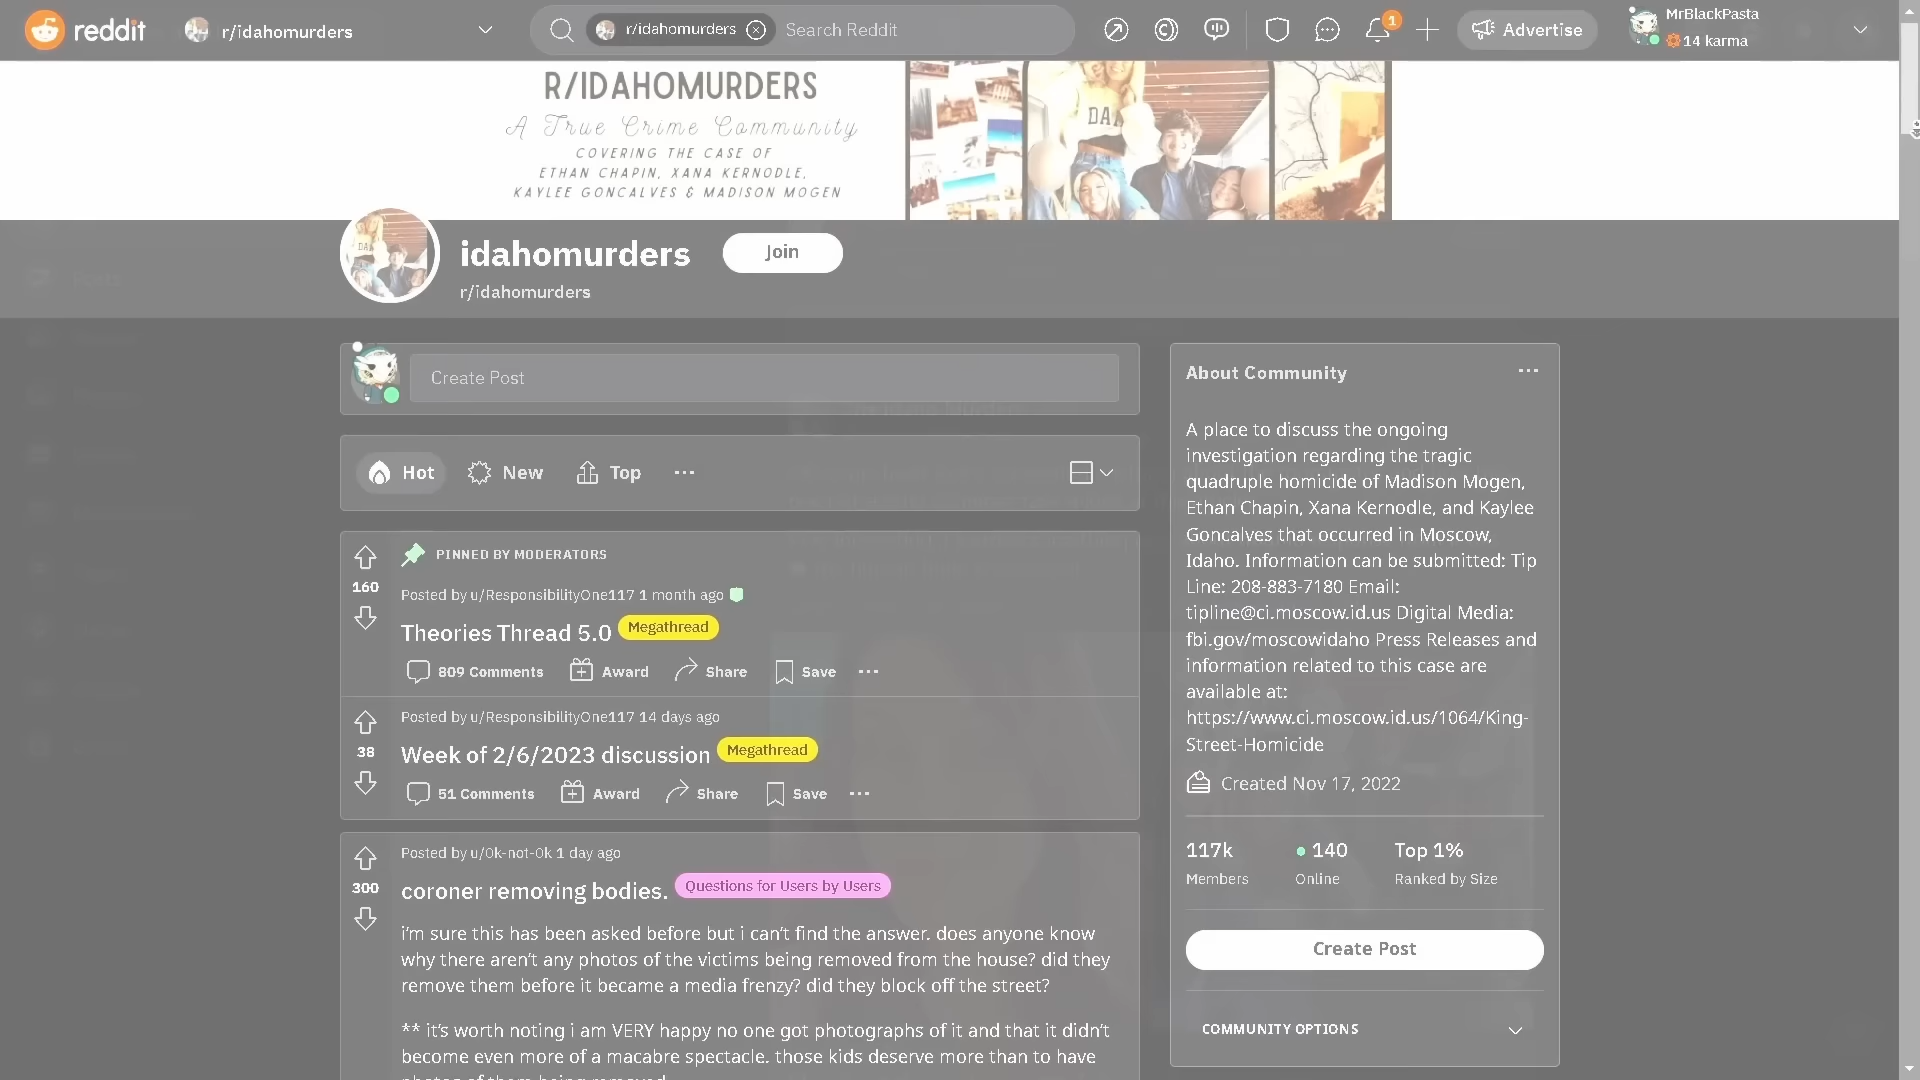 reddit
r/idahomurders
r/idahomurders
Search Reddit
1
Advertise
MrBlackPasta
14 karma
R/IDAHOMURDERS
A True Crime Community
COVERING THE CASE OF
ETHAN CHAPIN, XANA KERNODLE,
KAYLEE GONCALVES & MADISON MOGEN
idahomurders
Join
r/idahomurders
Create Post
Hot
New
Top
PINNED BY MODERATORS
160
Posted by u/ResponsibilityOne117 1 month ago
Theories Thread 5.0 Megathread
809 Comments Award Share Save
Posted by u/ResponsibilityOne117 14 days ago
38
Week of 2/6/2023 discussion Megathread
51 Comments Award Share Save
Posted by u/0k-not-0k 1 day ago
300
coroner removing bodies. Questions for Users by Users
i'm sure this has been asked before but i can't find the answer. does anyone know
why there aren't any photos of the victims being removed from the house? did they
remove them before it became a media frenzy? did they block off the street?
** it's worth noting i am VERY happy no one got photographs of it and that it didn't
become even more of a macabre spectacle. those kids deserve more than to have
About Community
A place to discuss the ongoing
investigation regarding the tragic
quadruple homicide of Madison Mogen,
Ethan Chapin, Xana Kernodle, and Kaylee
Goncalves that occurred in Moscow,
Idaho. Information can be submitted: Tip
Line: 208-883-7180 Email:
tipline@ci.moscow.id.us Digital Media:
fbi.gov/moscowidaho Press Releases and
information related to this case are
available at:
https://www.ci.moscow.id.us/1064/King-
Street-Homicide
Created Nov 17, 2022
117k
Members
140
Online
Top 1%
Ranked by Size
Create Post
COMMUNITY OPTIONS